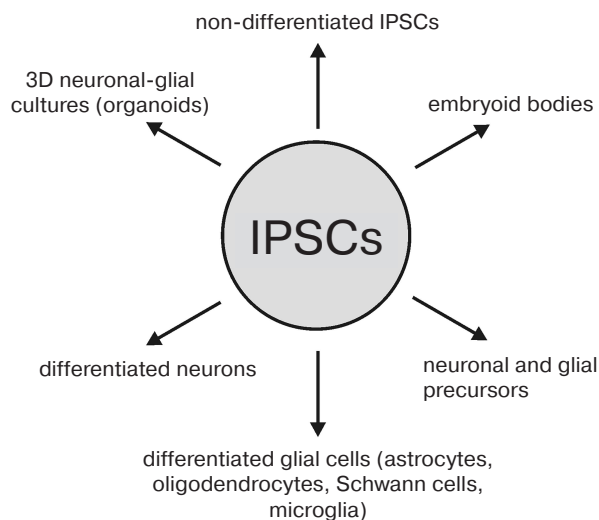 non-differentiated IPSCs
3D neuronal-glial
cultures (organoids)
embryoid bodies
IPSCs
differentiated neurons
neuronal and glial
precursors
differentiated glial cells (astrocytes,
oligodendrocytes, Schwann cells,
microglia)